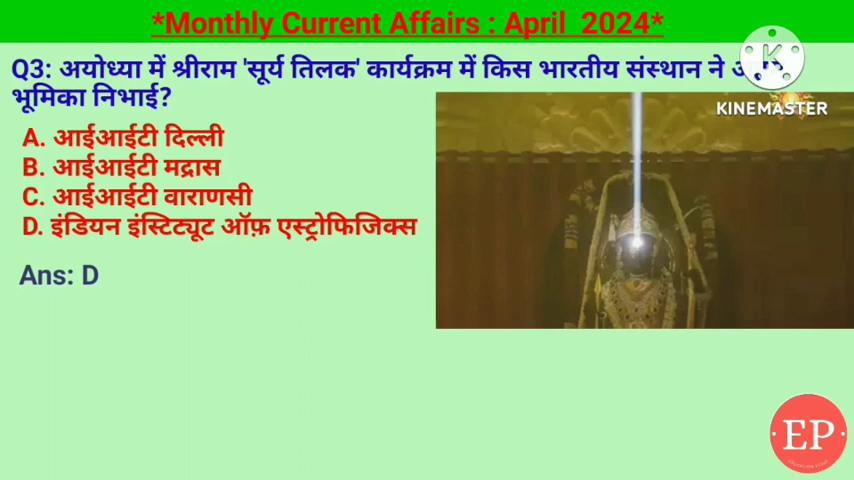 *Monthly Current Affairs : April 2024*
Q3: अयोध्या में श्रीराम 'सूर्य तिलक' कार्यक्रम में किस भारतीय संस्थान ने
भूमिका निभाई?
KINEMASTER
A. आईआईटी दिल्ली
B. आईआईटी मद्रास
C. आईआईटी वाराणसी
D. इंडियन इंस्टिट्यूट ऑफ़ एस्ट्रोफिजिक्स
Ans: D
EP